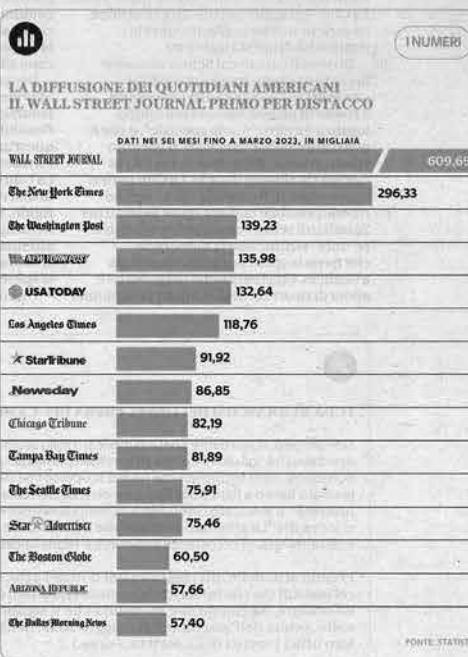 I NUMERI
LA DIFFUSIONE DEI QUOTIDIANI AMERICANI
IL WALL STREET JOURNAL PRIMO PER DISTACCO
DATI NEI SEI MESI FINO A MARZO 2023, IN MIGLIAIA
WALL STREET JOURNAL 609,65
The New York Times 296,33
The Washington Post 139,23
NEW YORK POST 135,98
USA TODAY 132,64
Los Angeles Times 118,76
StarTribune 91,92
Newsday 86,85
Chicago Tribune 82,19
Tampa Bay Times 81,89
The Seattle Times 75,91
Star Advertiser 75,46
The Boston Globe 60,50
ARIZONA REPUBLIC 57,66
The Dallas Morning News 57,40
FONTE: STATIST